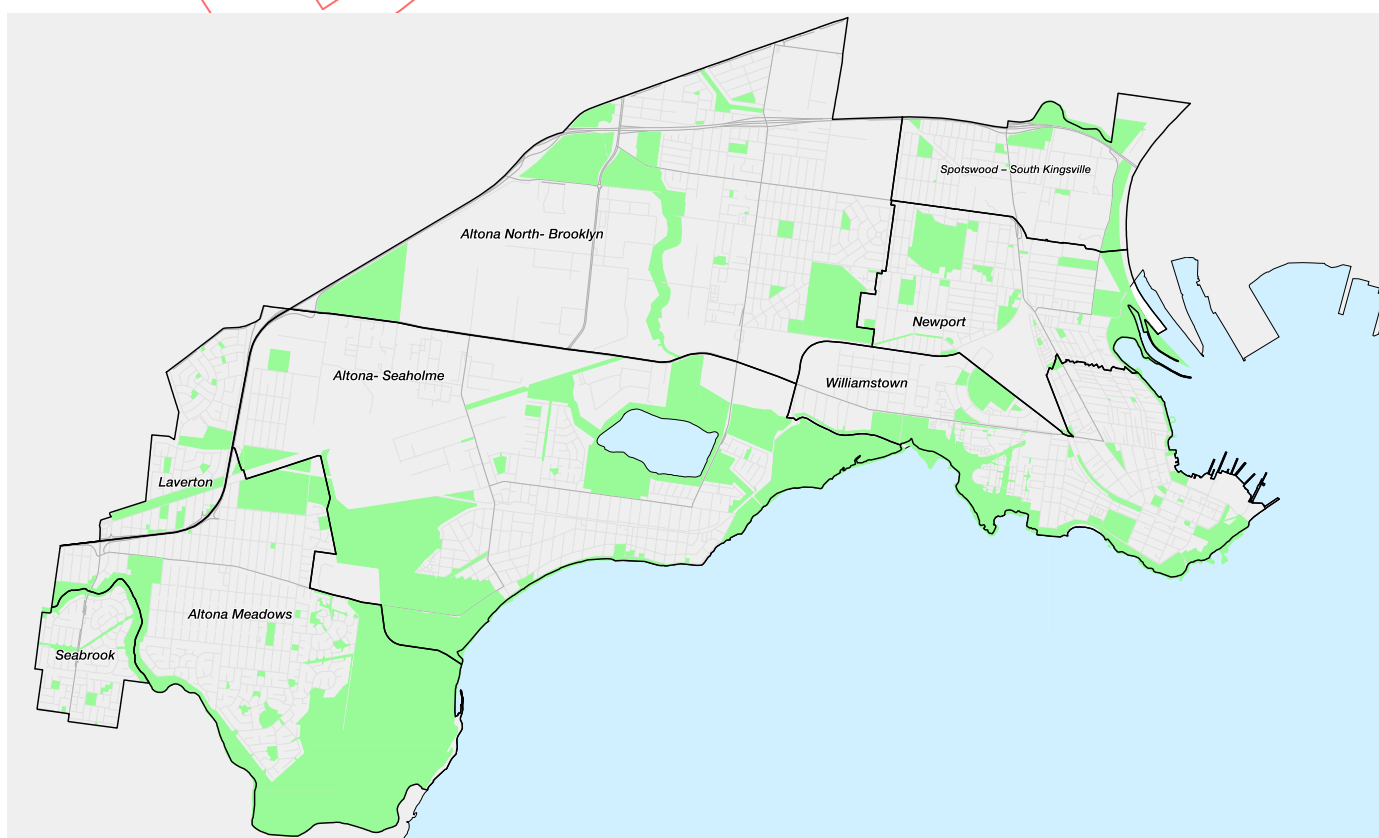 Spotswood – South Kingsville
Altona North- Brooklyn
Newport
Altona- Seaholme
Williamstown
Laverton
Altona Meadows
Seabrook